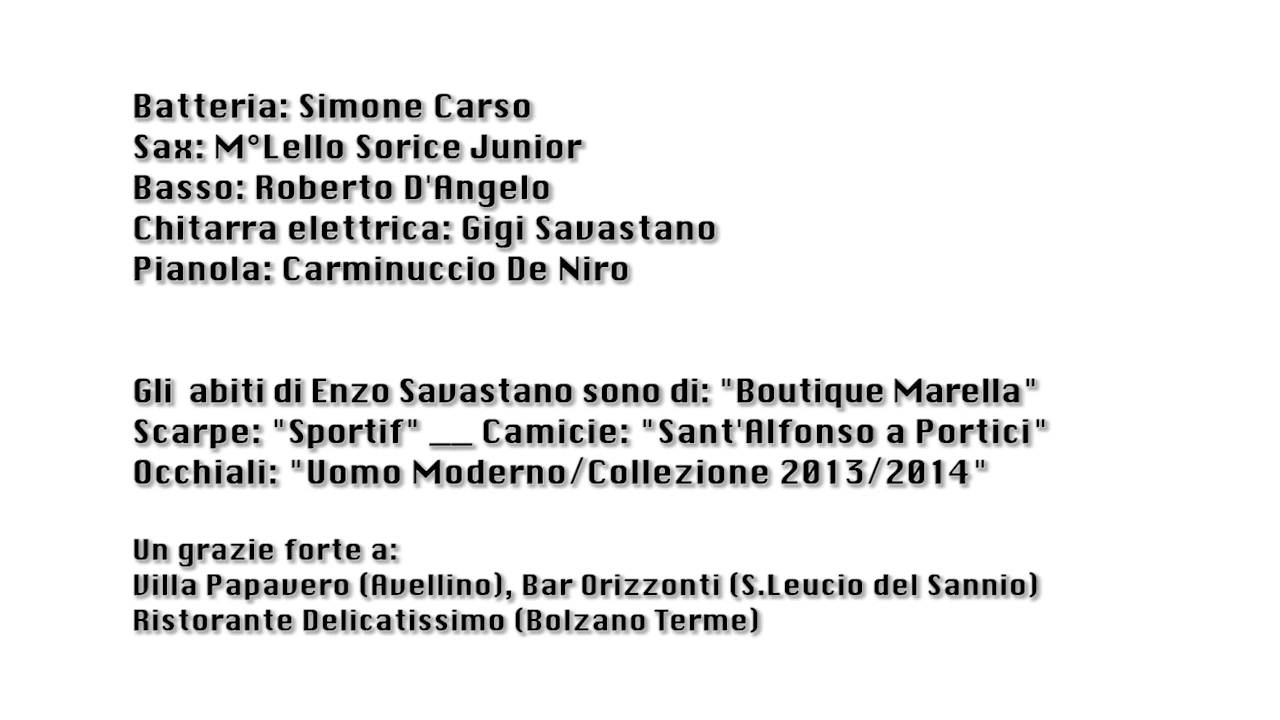 Batteria: Simone Carso
Sax: M°Lello Sorice Junior
Basso: Roberto D'Angelo
Chitarra elettrica: Gigi Savastano
Pianola: Carminuccio De Niro
Gli abiti di Enzo Savastano sono di: "Boutique Marella"
Scarpe: "Sportif" __ Camicie: "Sant'Alfonso a Portici"
Occhiali: "Uomo Moderno/Collezione 2013/2014"
Un grazie forte a:
Villa Papavero (Avellino), Bar Orizzonti (S.Leucio del Sannio)
Ristorante Delicatissimo (Bolzano Terme)